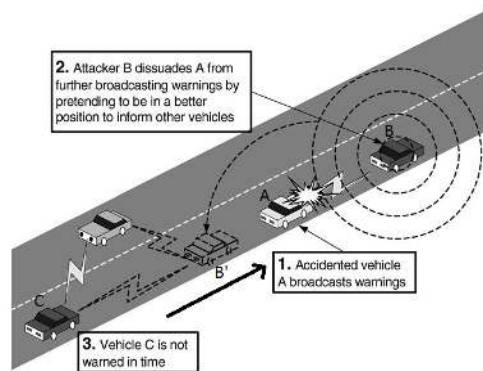 2. Attacker B dissuades A from
further broadcasting warnings by
pretending to be in a better
position to inform other vehicles
B
A
B'
1. Accidented vehicle
A broadcasts warnings
C
3. Vehicle C is not
warned in time